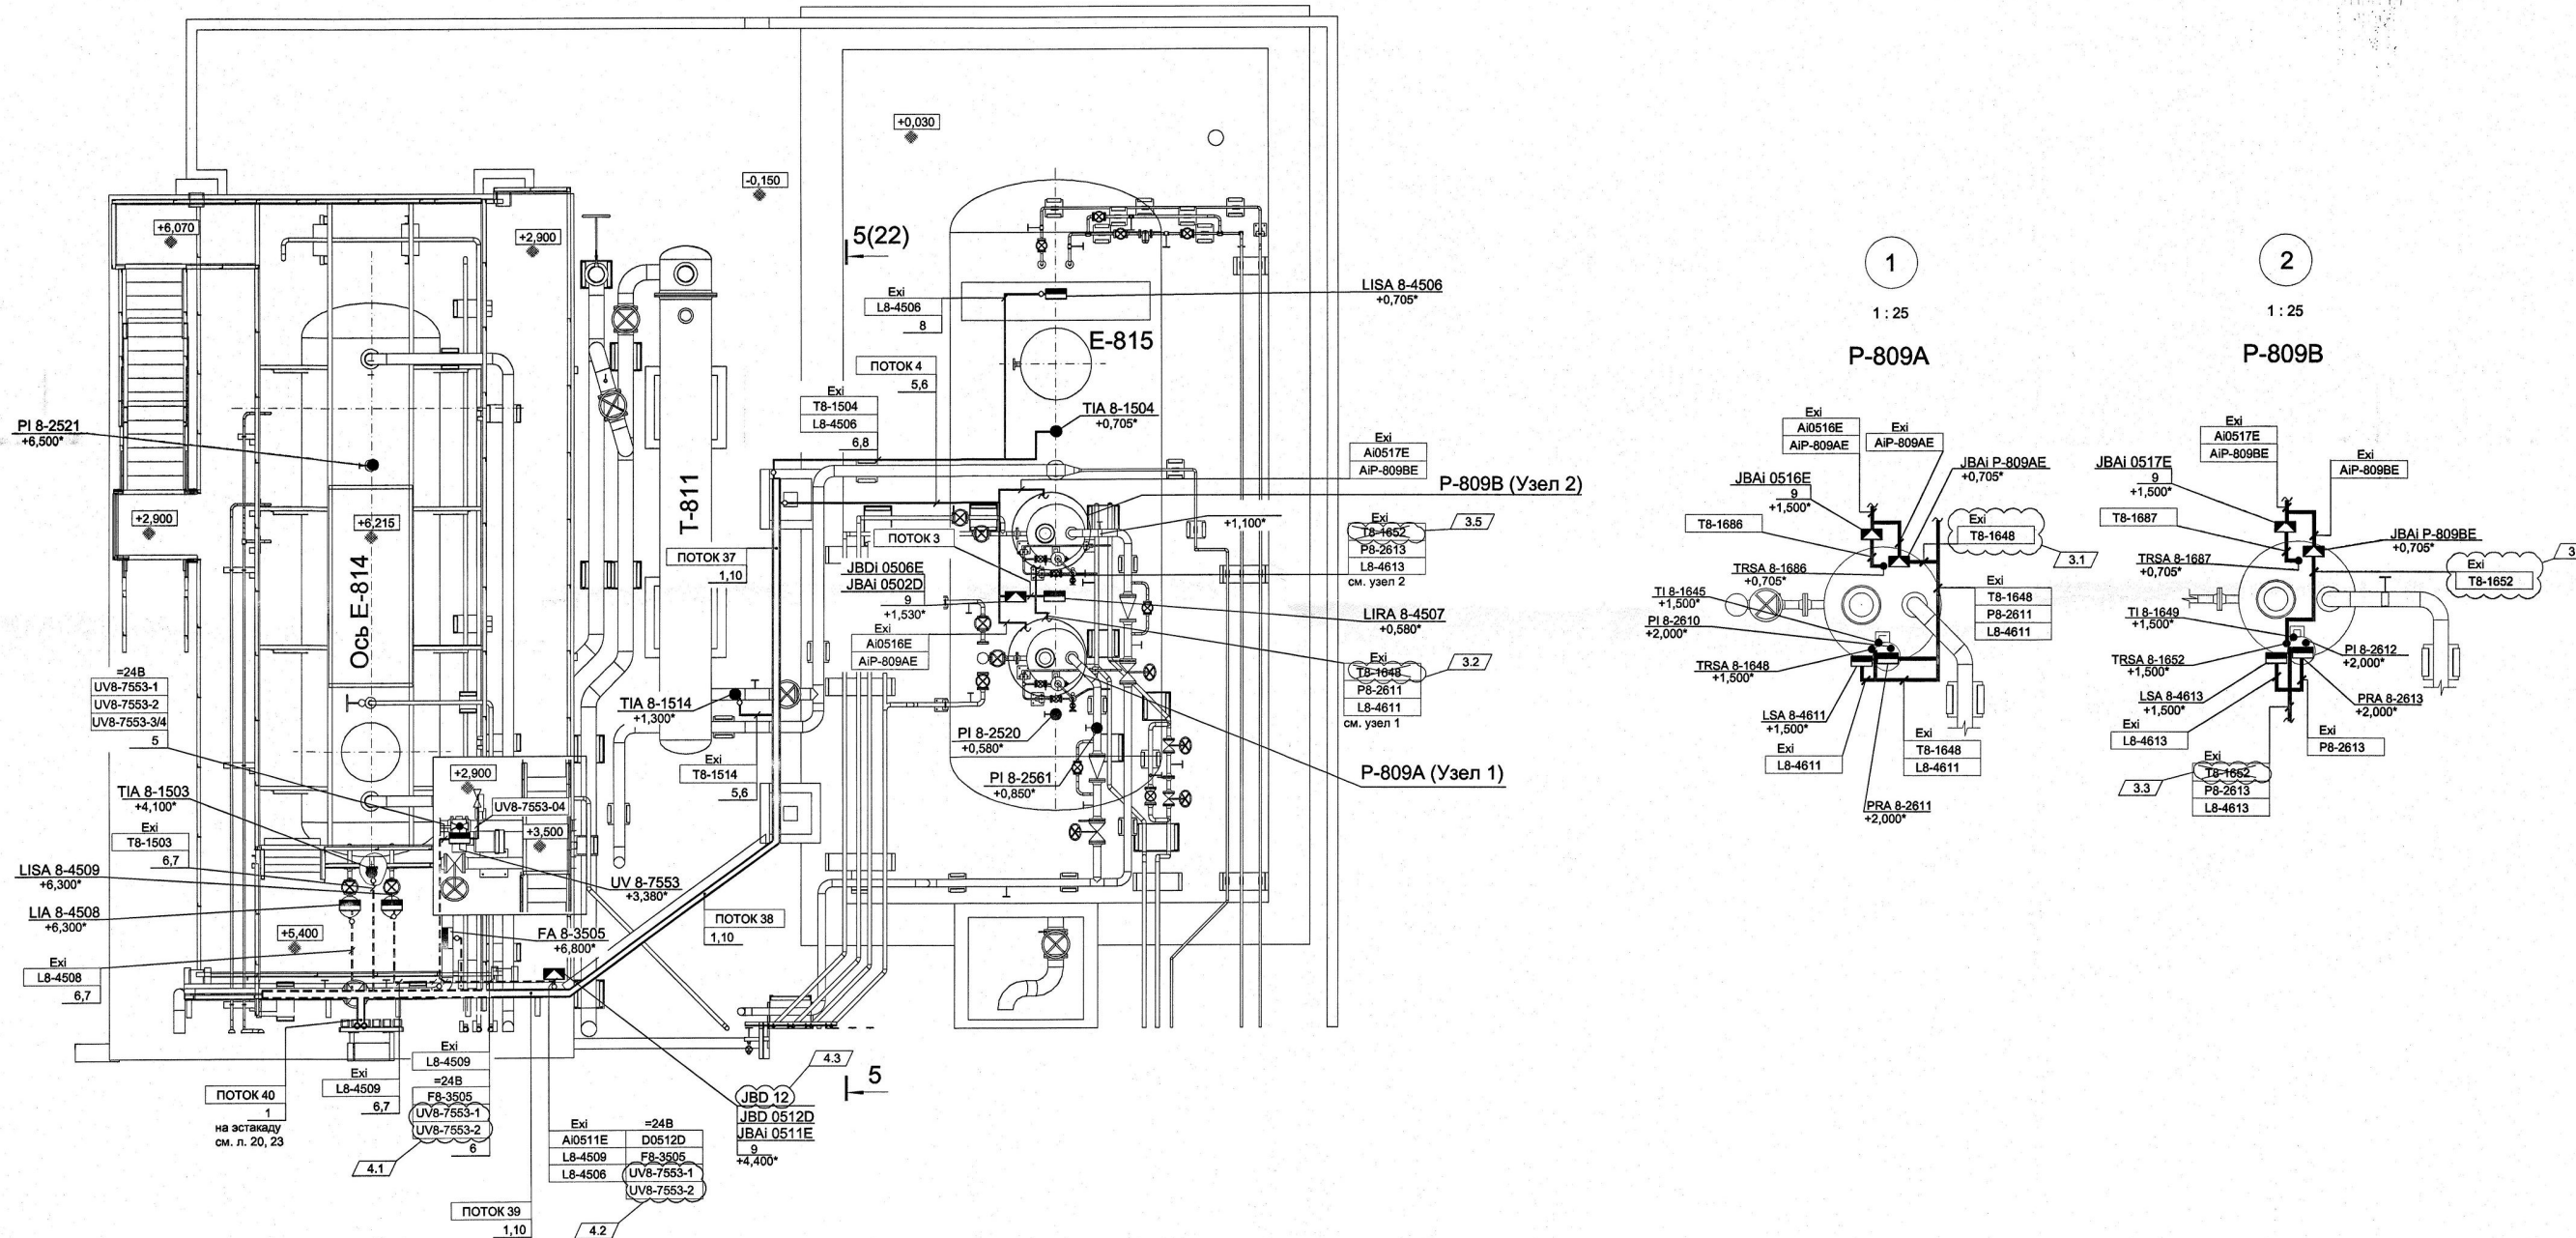 +0,030
-0,150
+6,070
+2,900
5(22)
1
2
1 : 25
1 : 25
P-809A
P-809B
Exi
L8-4506
8
LISA 8-4506
+0,705*
E-815
ПОТОК 4
5,6
Exi
T8-1504
L8-4506
6,8
TIA 8-1504
+0,705*
PI 8-2521
+6,500*
+2,900
+6,215
Ось E-814
T-811
Exi
Ai0517E
AiP-809BE
P-809B (Узел 2)
+1,100*
Exi
T8-1652
P8-2613
L8-4613
см. узел 2
3.5
ПОТОК 3
ПОТОК 37
1,10
JBDi 0506E
JBAi 0502D
9
+1,530*
LIRA 8-4507
+0,580*
Exi
Ai0516E
AiP-809AE
Exi
T8-1648
P8-2611
L8-4611
см. узел 1
3.2
=24В
UV8-7553-1
UV8-7553-2
UV8-7553-3/4
5
TIA 8-1514
+1,300*
PI 8-2520
+0,580*
Exi
T8-1514
5,6
PI 8-2561
+0,850*
P-809A (Узел 1)
+2,900
UV8-7553-04
+3,500
TIA 8-1503
+4,100*
Exi
T8-1503
6,7
LISA 8-4509
+6,300*
LIA 8-4508
+6,300*
UV 8-7553
+3,380*
ПОТОК 38
1,10
+5,400
FA 8-3505
+6,800*
Exi
L8-4508
6,7
ПОТОК 40
1
на эстакаду
см. л. 20, 23
Exi
L8-4509
6,7
Exi
L8-4509
=24В
F8-3505
UV8-7553-1
UV8-7553-2
6
4.1
ПОТОК 39
1,10
Exi
Ai0511E
L8-4509
L8-4506
=24В
D0512D
F8-3505
UV8-7553-1
UV8-7553-2
4.2
JBD 12
JBD 0512D
JBAi 0511E
9
+4,400*
4.3
5
Exi
Ai0516E
AiP-809AE
Exi
AiP-809AE
JBAi P-809AE
+0,705*
JBAi 0516E
9
+1,500*
T8-1686
Exi
T8-1648
3.1
TRSA 8-1686
+0,705*
TI 8-1645
+1,500*
PI 8-2610
+2,000*
Exi
T8-1648
P8-2611
L8-4611
TRSA 8-1648
+1,500*
LSA 8-4611
+1,500*
Exi
L8-4611
Exi
T8-1648
L8-4611
PRA 8-2611
+2,000*
Exi
Ai0517E
AiP-809BE
Exi
AiP-809BE
JBAi 0517E
9
+1,500*
T8-1687
JBAi P-809BE
+0,705*
TRSA 8-1687
+0,705*
Exi
T8-1652
TI 8-1649
+1,500*
PI 8-2612
+2,000*
TRSA 8-1652
+1,500*
LSA 8-4613
+1,500*
PRA 8-2613
+2,000*
Exi
L8-4613
Exi
P8-2613
Exi
T8-1652
P8-2613
L8-4613
3.3